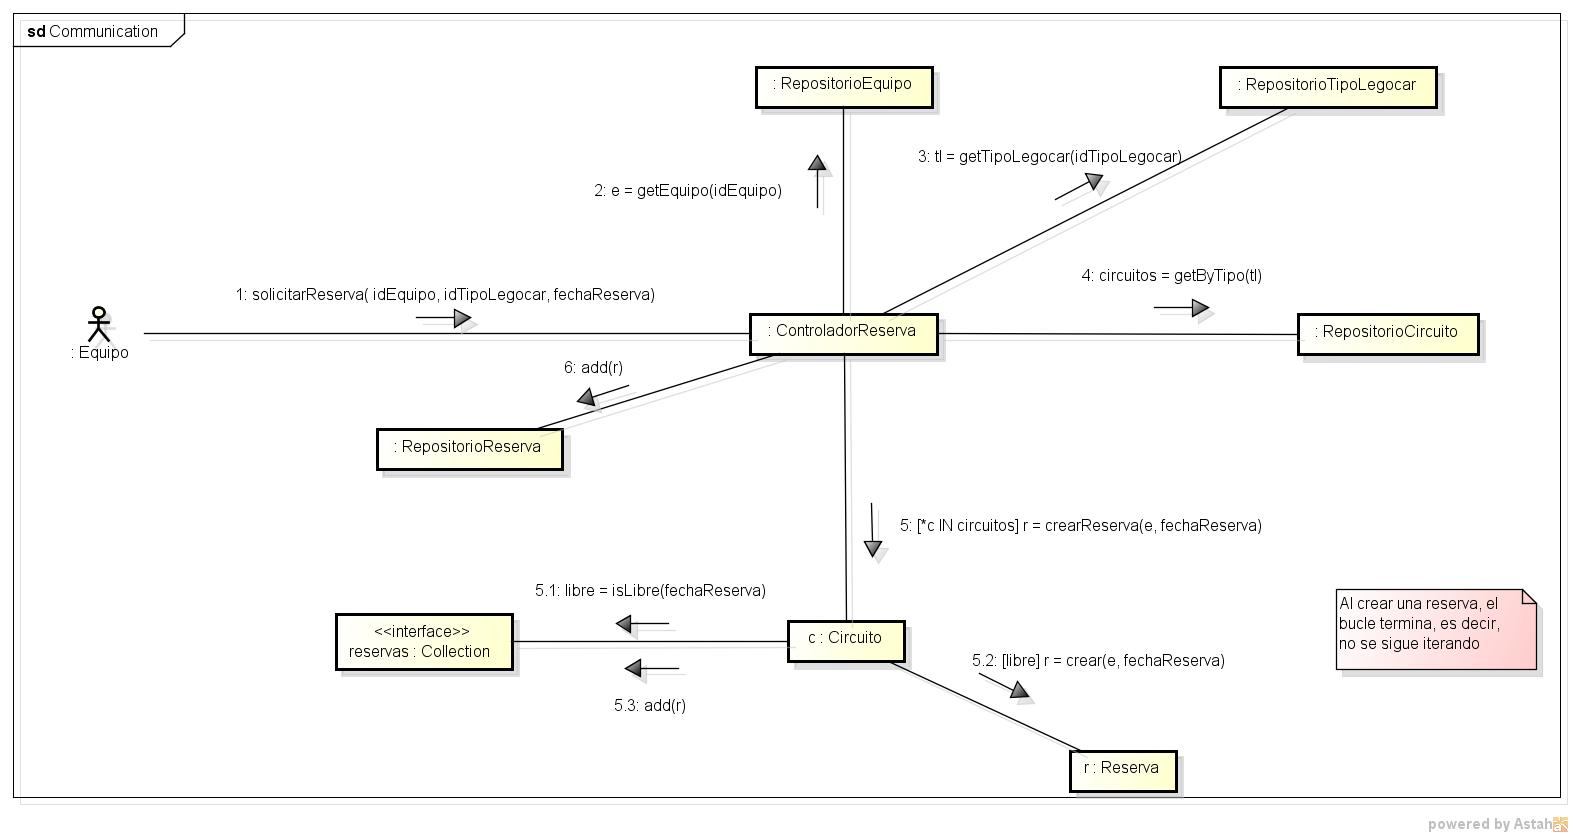 sd Communication
: RepositorioEquipo
: RepositorioTipoLegocar
3: tl = getTipoLegocar(idTipoLegocar)
2: e = getEquipo(idEquipo)
4: circuitos = getByTipo(tl)
1: solicitarReserva( idEquipo, idTipoLegocar, fechaReserva)
: ControladorReserva
: RepositorioCircuito
: Equipo
6: add(r)
: RepositorioReserva
5: [*c IN circuitos] r = crearReserva(e, fechaReserva)
5.1: libre = isLibre(fechaReserva)
Al crear una reserva, el
bucle termina, es decir,
no se sigue iterando
<<interface>>
reservas : Collection
c : Circuito
5.2: [libre] r = crear(e, fechaReserva)
5.3: add(r)
r : Reserva
powered by Astah